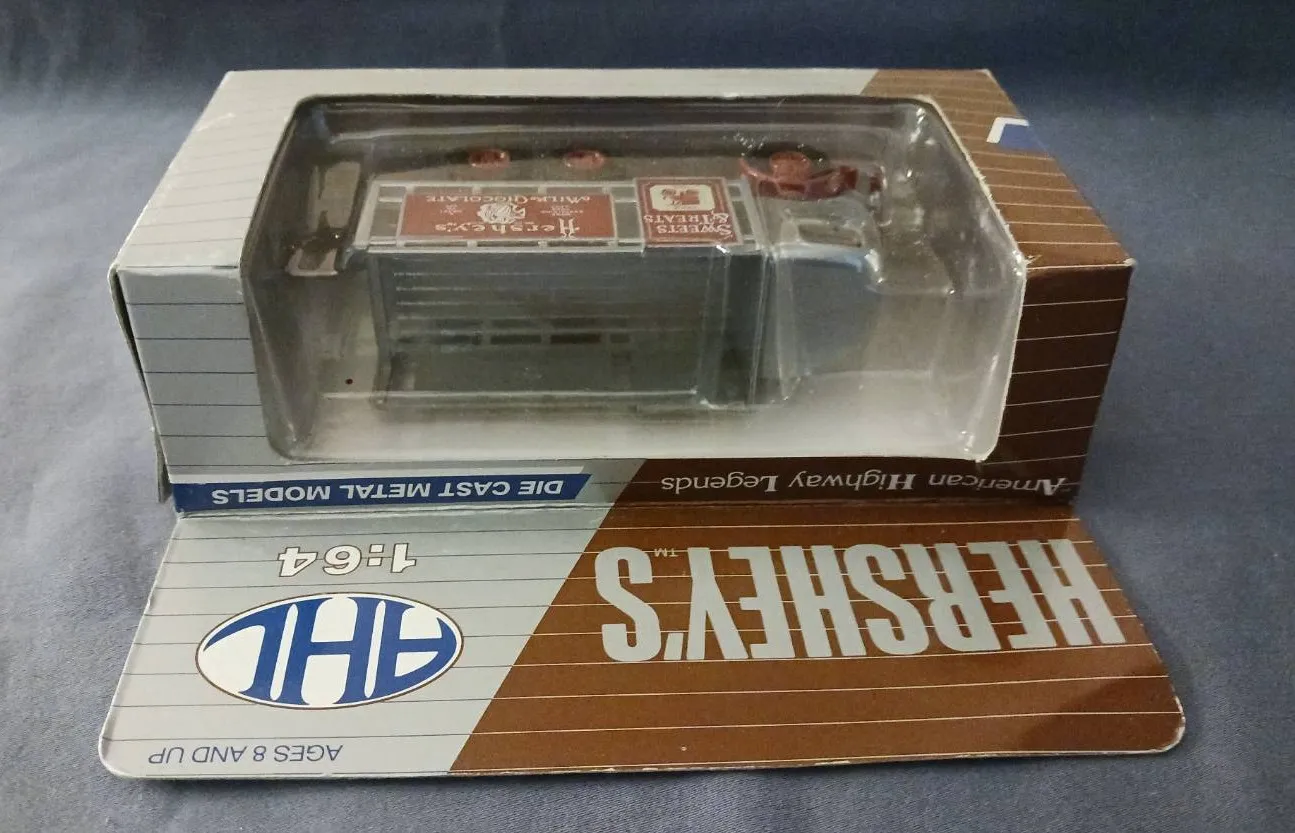 HERSHEY'S™
1:64
AHL
AGES 8 AND UP
American Highway Legends
DIE CAST METAL MODELS
SWEETS
& TREATS
Hershey's
MILK CHOCOLATE